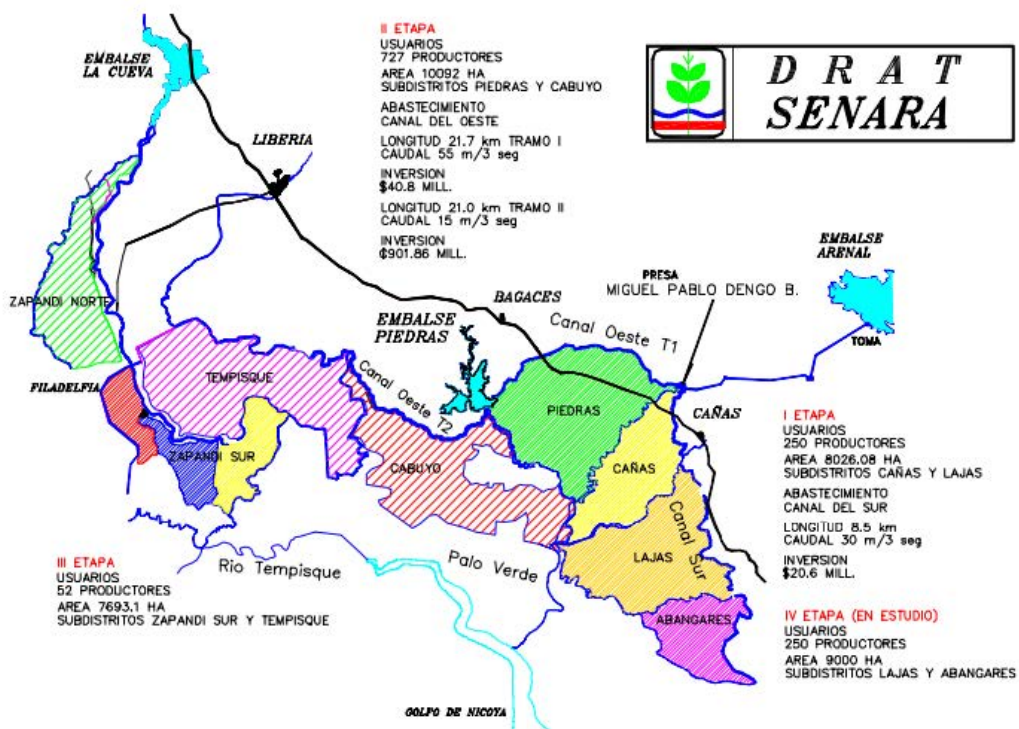 II ETAPA
USUARIOS
727 PRODUCTORES
AREA 10092 HA
SUBDISTRITOS PIEDRAS Y CABUYO
ABASTECIMIENTO
CANAL DEL OESTE
LONGITUD 21.7 km TRAMO I
CAUDAL 55 m/3 seg
INVERSION
$40.8 MILL.
LONGITUD 21.0 km TRAMO II
CAUDAL 15 m/3 seg
INVERSION
$901.86 MILL.
D R A T
SENARA
EMBALSE
LA CUEVA
LIBERIA
ZAPANDI NORTE
FILADELFIA
TEMPISQUE
ZAPANDI SUR
EMBALSE
PIEDRAS
Canal Oeste T2
CABUYO
BAGACES
Canal Oeste T1
PIEDRAS
PRESA
MIGUEL PABLO DENGO B.
EMBALSE
ARENAL
TOMA
CAÑAS
CAÑAS
LAJAS
Canal Sur
ABANGARES
I ETAPA
USUARIOS
250 PRODUCTORES
AREA 8026.08 HA
SUBDISTRITOS CAÑAS Y LAJAS
ABASTECIMIENTO
CANAL DEL SUR
LONGITUD 8.5 km
CAUDAL 30 m/3 seg
INVERSION
$20.6 MILL.
III ETAPA
USUARIOS
52 PRODUCTORES
AREA 7693.1 HA
SUBDISTRITOS ZAPANDI SUR Y TEMPISQUE
Rio Tempisque
Palo Verde
IV ETAPA (EN ESTUDIO)
USUARIOS
250 PRODUCTORES
AREA 9000 HA
SUBDISTRITOS LAJAS Y ABANGARES
GOLFO DE NICOYA